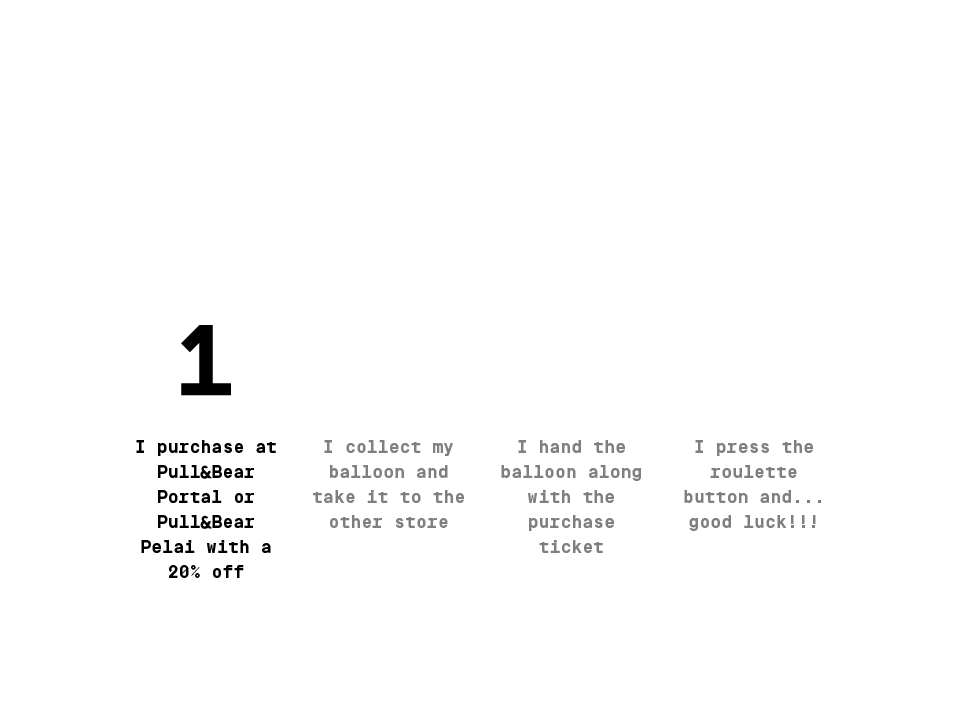 1
I purchase at
Pull&Bear
Portal or
Pull&Bear
Pelai with a
20% off
I collect my
balloon and
take it to the
other store
I hand the
balloon along
with the
purchase
ticket
I press the
roulette
button and...
good luck!!!